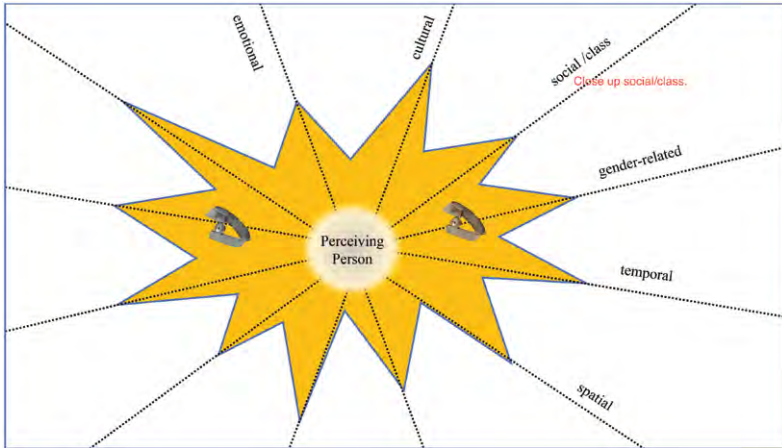 emotional
cultural
social /class
Close up social/class.
gender-related
Perceiving
Person
temporal
spatial